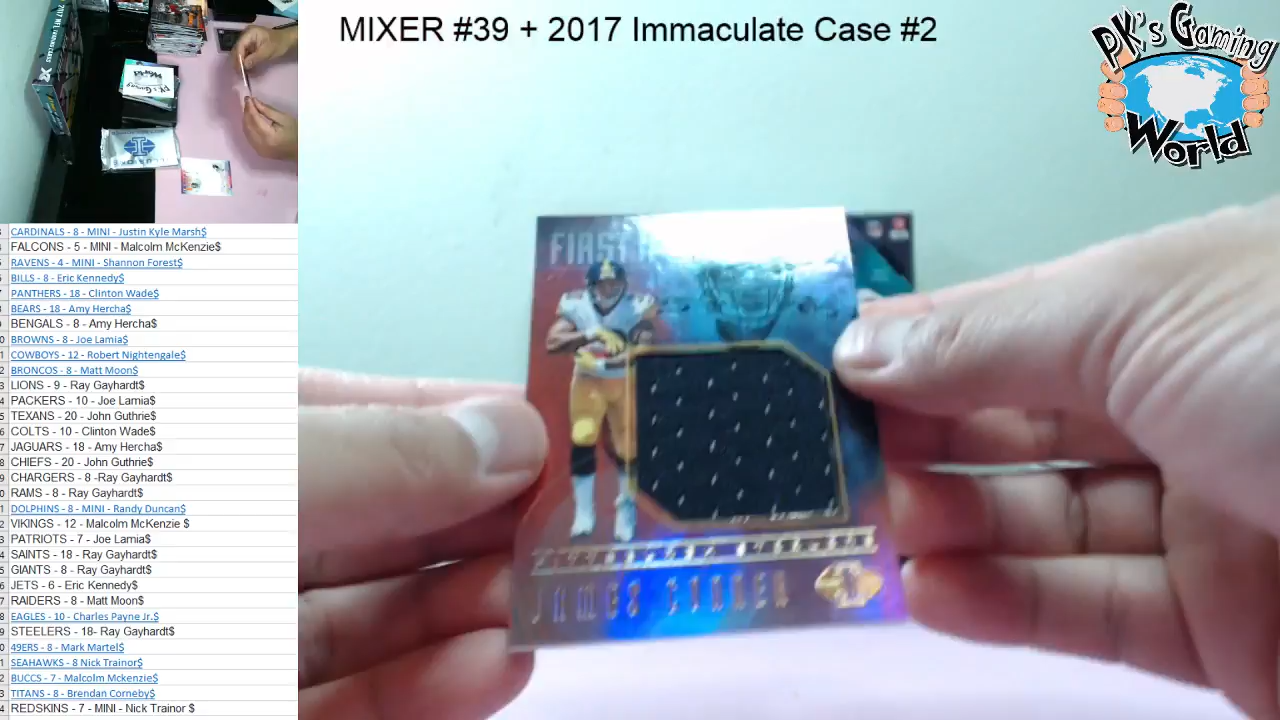 MIXER #39 + 2017 Immaculate Case #2
PK's Gaming
World
CARDINALS - 8 - MINI - Justin Kyle Marsh$
FALCONS - 5 - MINI - Malcolm McKenzie$
RAVENS - 4 - MINI - Shannon Forest$
BILLS - 8 - Eric Kennedy$
PANTHERS - 18 - Clinton Wade$
BEARS - 18 - Amy Hercha$
BENGALS - 8 - Amy Hercha$
BROWNS - 8 - Joe Lamia$
COWBOYS - 12 - Robert Nightengale$
BRONCOS - 8 - Matt Moon$
LIONS - 9 - Ray Gayhardt$
PACKERS - 10 - Joe Lamia$
TEXANS - 20 - John Guthrie$
COLTS - 10 - Clinton Wade$
JAGUARS - 18 - Amy Hercha$
CHIEFS - 20 - John Guthrie$
CHARGERS - 8 -Ray Gayhardt$
RAMS - 8 - Ray Gayhardt$
DOLPHINS - 8 - MINI - Randy Duncan$
VIKINGS - 12 - Malcolm McKenzie $
PATRIOTS - 7 - Joe Lamia$
SAINTS - 18 - Ray Gayhardt$
GIANTS - 8 - Ray Gayhardt$
JETS - 6 - Eric Kennedy$
RAIDERS - 8 - Matt Moon$
EAGLES - 10 - Charles Payne Jr.$
STEELERS - 18- Ray Gayhardt$
49ERS - 8 - Mark Martel$
SEAHAWKS - 8 Nick Trainor$
BUCCS - 7 - Malcolm Mckenzie$
TITANS - 8 - Brendan Corneby$
REDSKINS - 7 - MINI - Nick Trainor $
FIRST
PITTSBURGH STEELERS
JAMES CONNER